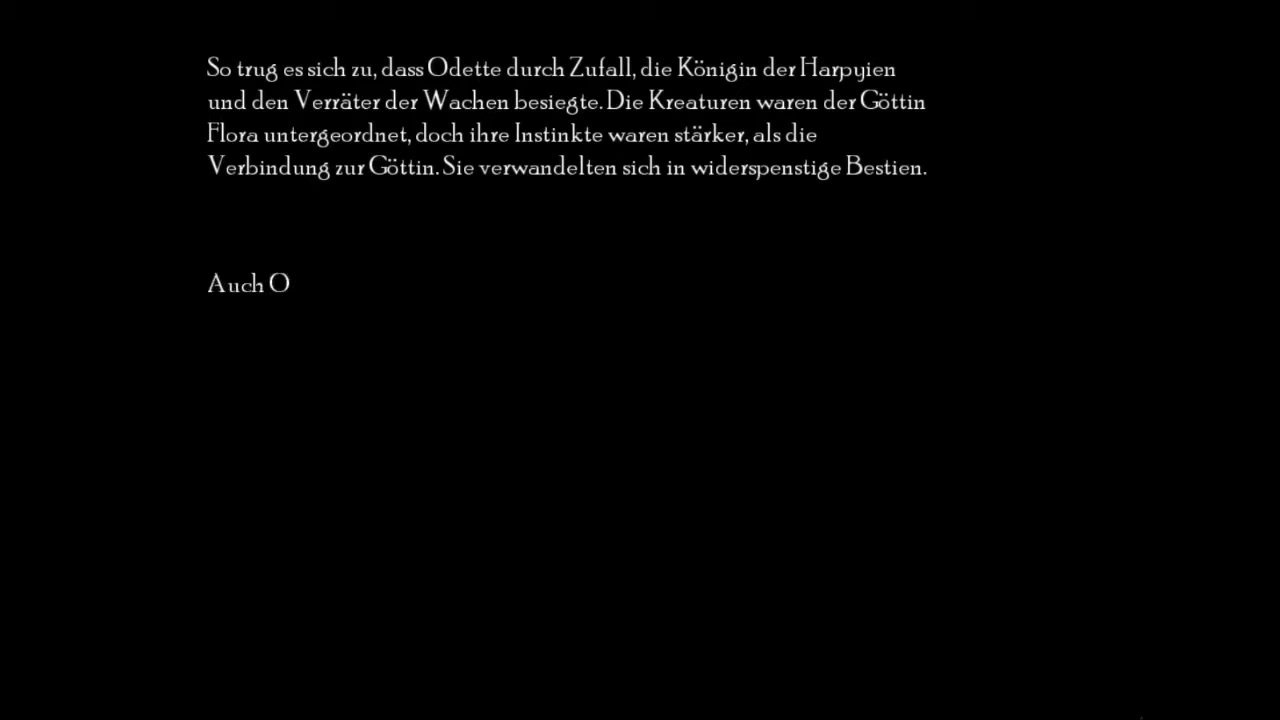 So trug es sich zu, dass Odette durch Zufall, die Königin der Harpyien
und den Verräter der Wachen besiegte. Die Kreaturen waren der Göttin
Flora untergeordnet, doch ihre Instinkte waren stärker, als die
Verbindung zur Göttin. Sie verwandelten sich in widerspenstige Bestien.
Auch O